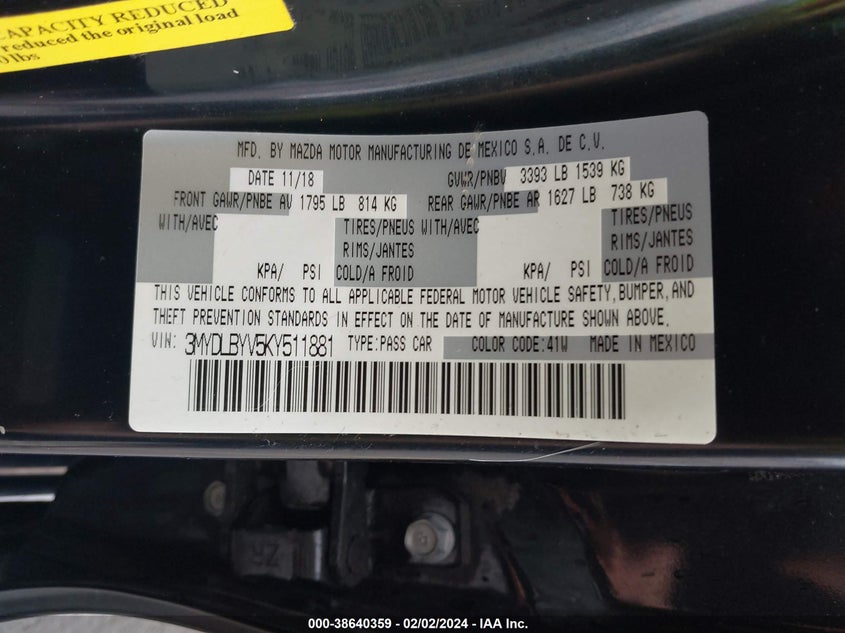 CAPACITY REDUCED
reduced the original load
lbs
MFD. BY MAZDA MOTOR MANUFACTURING DE MEXICO S.A. DE C.V.
DATE 11/18 GVWR/PNBV 3393 LB 1539 KG
FRONT GAWR/PNBE AV 1795 LB 814 KG REAR GAWR/PNBE AR 1627 LB 738 KG
WITH/AVEC TIRES/PNEUS WITH/AVEC TIRES/PNEUS
RIMS/JANTES RIMS/JANTES
KPA/ PSI COLD/A FROID KPA/ PSI COLD/A FROID
THIS VEHICLE CONFORMS TO ALL APPLICABLE FEDERAL MOTOR VEHICLE SAFETY, BUMPER, AND
THEFT PREVENTION STANDARDS IN EFFECT ON THE DATE OF MANUFACTURE SHOWN ABOVE.
VIN: 3MYDLBYV5KY511881 TYPE:PASS CAR COLOR CODE:41W MADE IN MEXICO
ZR
000-38640359 / 02/02/2024 - IAA Inc.